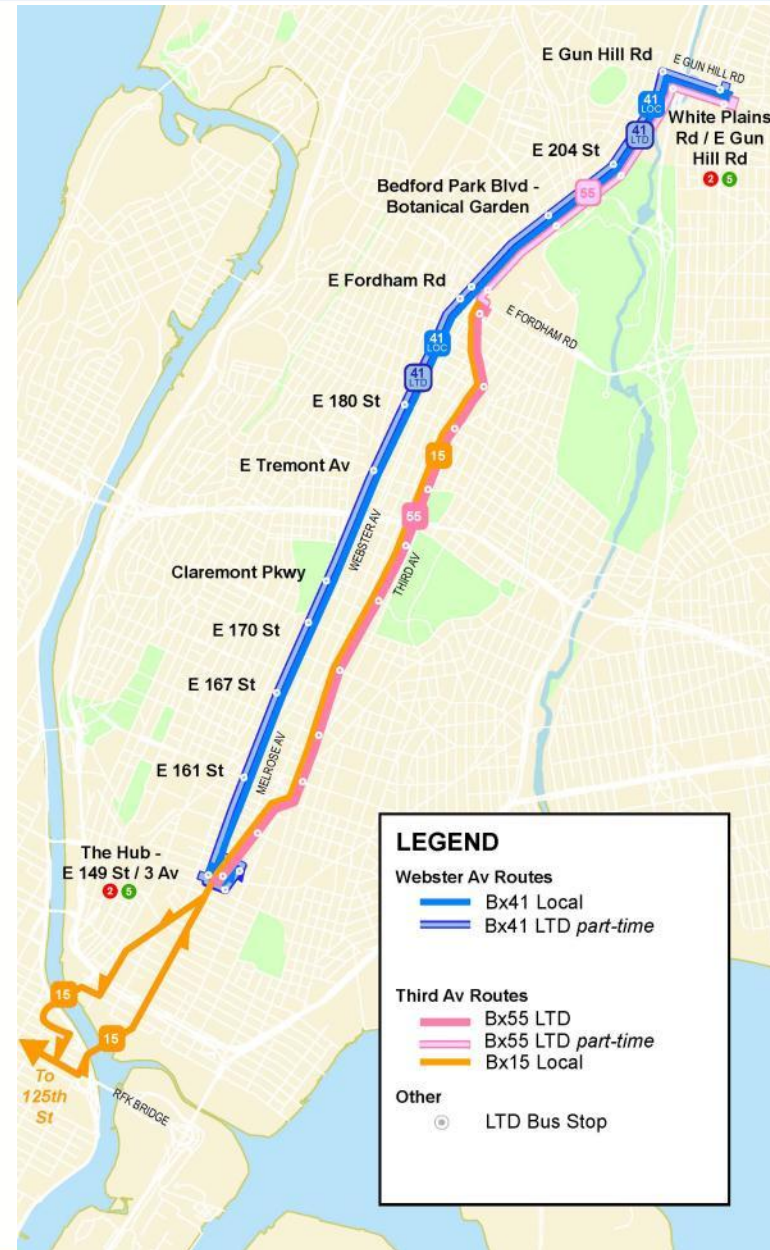 E Gun Hill Rd
E GUN HILL RD
41
LOC
White Plains
Rd / E Gun
Hill Rd
2 5
41
LTD
E 204 St
Bedford Park Blvd -
Botanical Garden
55
E Fordham Rd
E FORDHAM RD
41
LOC
41
LTD
E 180 St
15
E Tremont Av
55
WEBSTER AV
THIRD AV
Claremont Pkwy
E 170 St
E 167 St
MELROSE AV
E 161 St
The Hub -
E 149 St / 3 Av
2 5
15
15
To
125th
St
RFK BRIDGE
LEGEND
Webster Av Routes
Bx41 Local
Bx41 LTD part-time
Third Av Routes
Bx55 LTD
Bx55 LTD part-time
Bx15 Local
Other
LTD Bus Stop